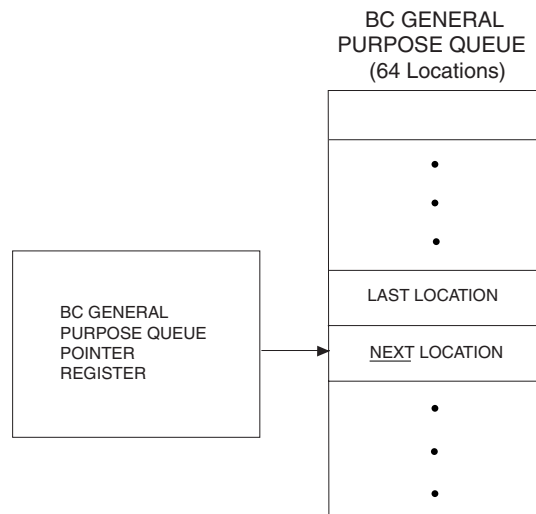 BC GENERAL
PURPOSE QUEUE
(64 Locations)
LAST LOCATION
BC GENERAL
PURPOSE QUEUE
POINTER
REGISTER
NEXT LOCATION